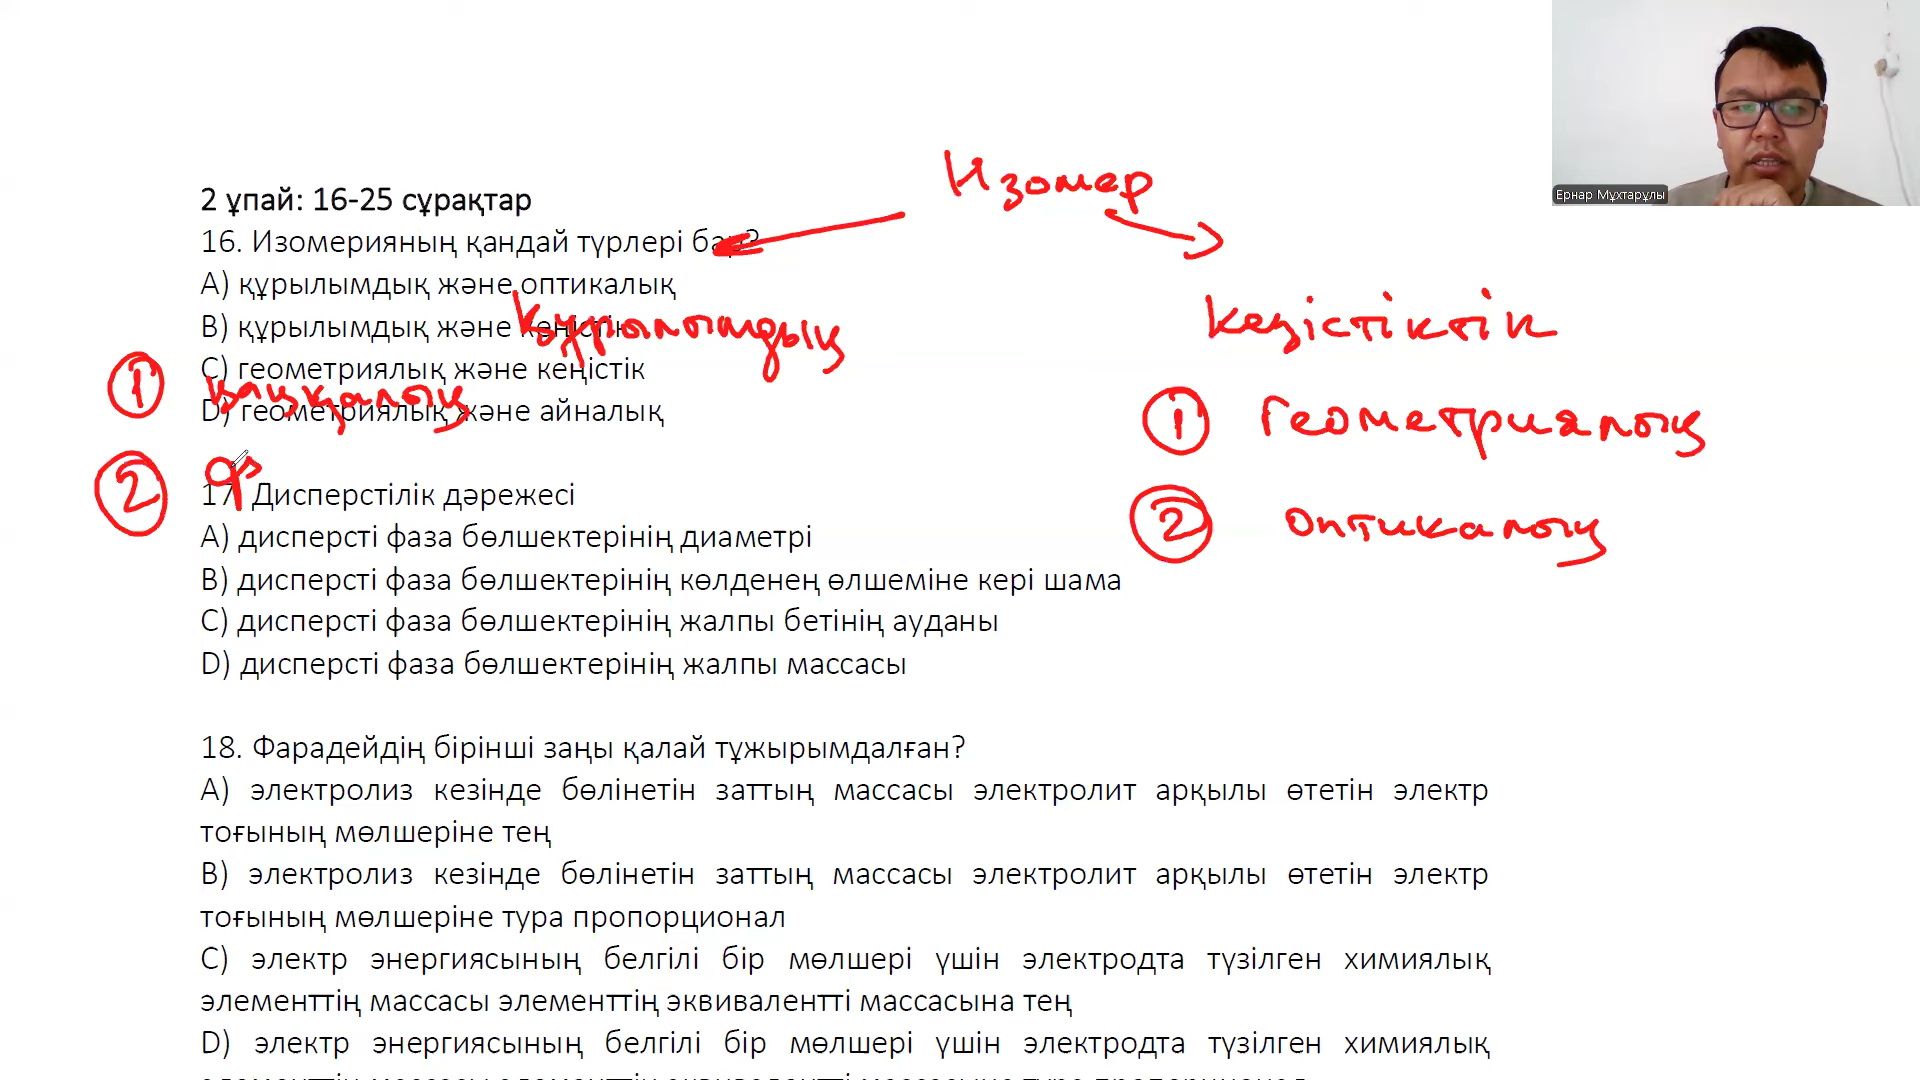 Ернар Мұхтарұлы
Изомер
2 ұпай: 16-25 сұрақтар
16. Изомерияның қандай түрлері бар?
A) құрылымдық және оптикалық
B) құрылымдық және кеңістік
C) геометриялық және кеңістік
D) геометриялық және айналық
Құрылымдық
Кеңістіктік
1 қаңқалық
1 Геометриялық
2 Ф
2 Оптикалық
17. Дисперстілік дәрежесі
A) дисперсті фаза бөлшектерінің диаметрі
B) дисперсті фаза бөлшектерінің көлденең өлшеміне кері шама
C) дисперсті фаза бөлшектерінің жалпы бетінің ауданы
D) дисперсті фаза бөлшектерінің жалпы массасы
18. Фарадейдің бірінші заңы қалай тұжырымдалған?
A) электролиз кезінде бөлінетін заттың массасы электролит арқылы өтетін электр
тоғының мөлшеріне тең
B) электролиз кезінде бөлінетін заттың массасы электролит арқылы өтетін электр
тоғының мөлшеріне тура пропорционал
C) электр энергиясының белгілі бір мөлшері үшін электродта түзілген химиялық
элементтің массасы элементтің эквивалентті массасына тең
D) электр энергиясының белгілі бір мөлшері үшін электродта түзілген химиялық